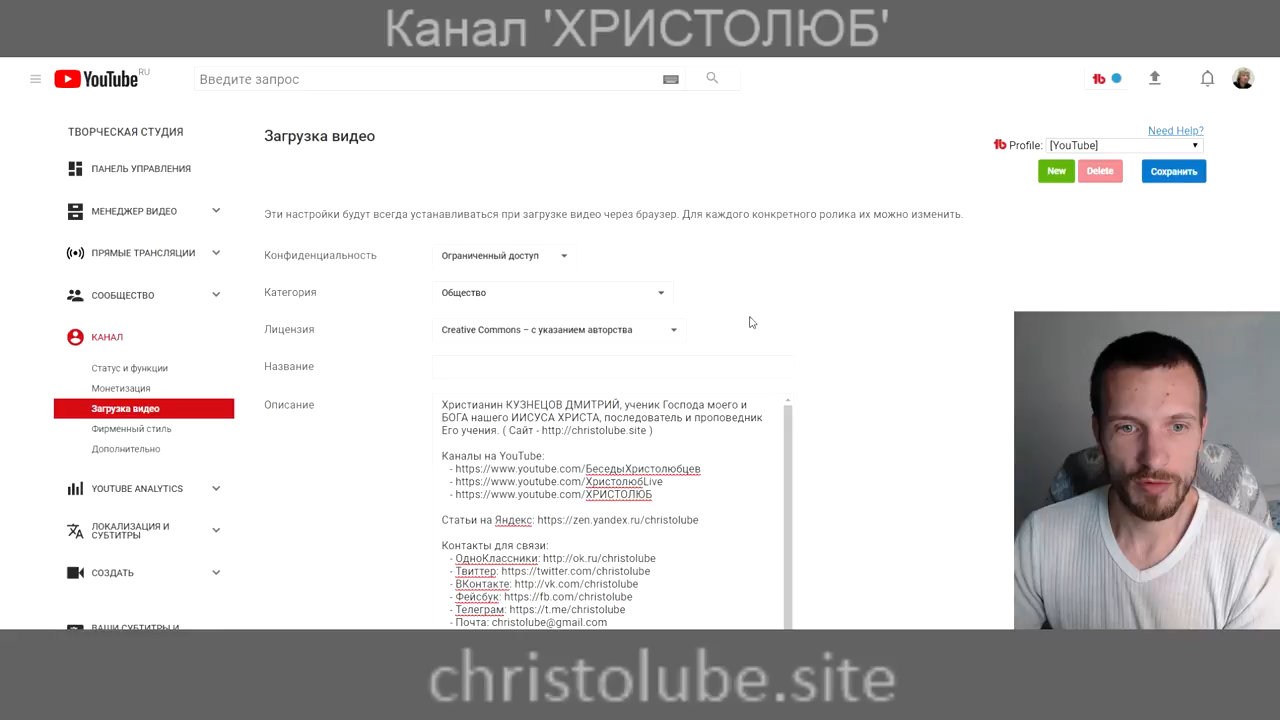 Канал 'ХРИСТОЛЮБ'
YouTube RU
Введите запрос
tb
ТВОРЧЕСКАЯ СТУДИЯ
ПАНЕЛЬ УПРАВЛЕНИЯ
МЕНЕДЖЕР ВИДЕО
ПРЯМЫЕ ТРАНСЛЯЦИИ
СООБЩЕСТВО
КАНАЛ
Статус и функции
Монетизация
Загрузка видео
Фирменный стиль
Дополнительно
YOUTUBE ANALYTICS
ЛОКАЛИЗАЦИЯ И
СУБТИТРЫ
СОЗДАТЬ
ВАШИ СУБТИТРЫ И
Загрузка видео
Need Help?
tb Profile: [YouTube]
New Delete Сохранить
Эти настройки будут всегда устанавливаться при загрузке видео через браузер. Для каждого конкретного ролика их можно изменить.
Конфиденциальность Ограниченный доступ
Категория Общество
Лицензия Creative Commons – с указанием авторства
Название
Описание
Христианин КУЗНЕЦОВ ДМИТРИЙ, ученик Господа моего и
БОГА нашего ИИСУСА ХРИСТА, последователь и проповедник
Его учения. ( Сайт - http://christolube.site )
Каналы на YouTube:
- https://www.youtube.com/БеседыХристолюбцев
- https://www.youtube.com/ХристолюбLive
- https://www.youtube.com/ХРИСТОЛЮБ
Статьи на Яндекс: https://zen.yandex.ru/christolube
Контакты для связи:
- ОдноКлассники: http://ok.ru/christolube
- Твиттер: https://twitter.com/christolube
- ВКонтакте: http://vk.com/christolube
- Фейсбук: https://fb.com/christolube
- Телеграм: https://t.me/christolube
- Почта: christolube@gmail.com
christolube.site